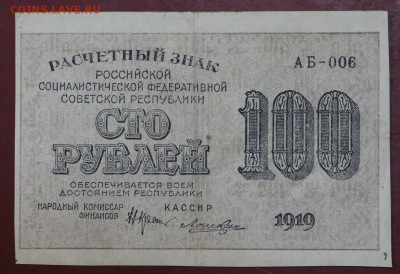 COINS.LAVE.RU
РАСЧЕТНЫЙ ЗНАК
РОССИЙСКОЙ
СОЦИАЛИСТИЧЕСКОЙ ФЕДЕРАТИВНОЙ
СОВЕТСКОЙ РЕСПУБЛИКИ
АБ-006
СТО
РУБЛЕЙ
100
ОБЕСПЕЧИВАЕТСЯ ВСЕМ
ДОСТОЯНИЕМ РЕСПУБЛИКИ
НАРОДНЫЙ КОМИССАР
ФИНАНСОВ
КАССИР
1919